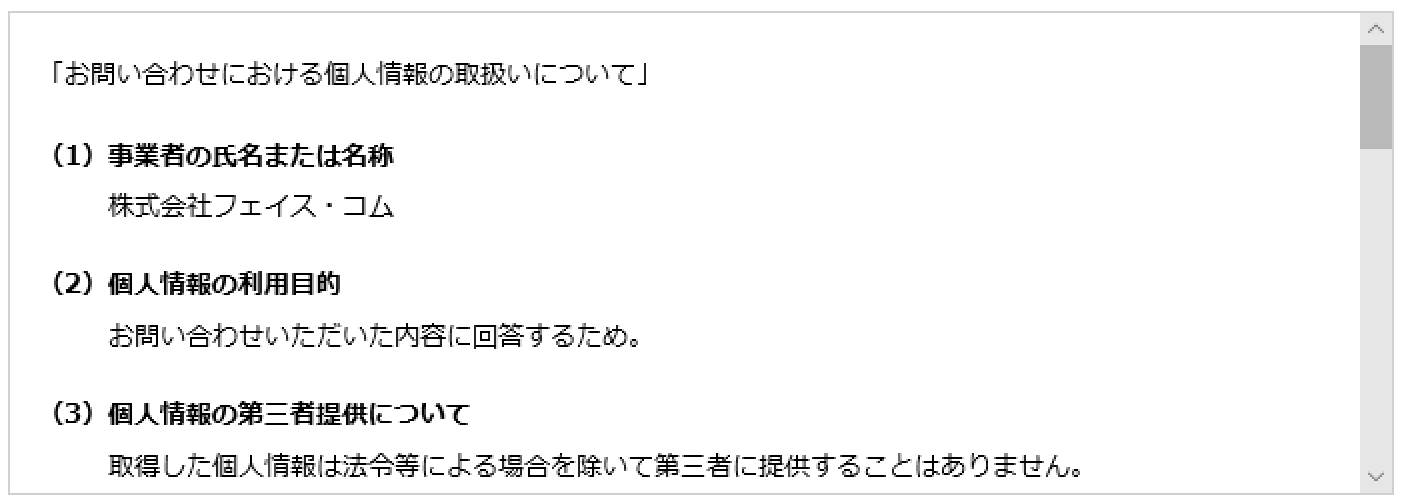 「お問い合わせにおける個人情報の取扱いについて」
（1）事業者の氏名または名称
株式会社フェイス・コム
（2）個人情報の利用目的
お問い合わせいただいた内容に回答するため。
（3）個人情報の第三者提供について
取得した個人情報は法令等による場合を除いて第三者に提供することはありません。